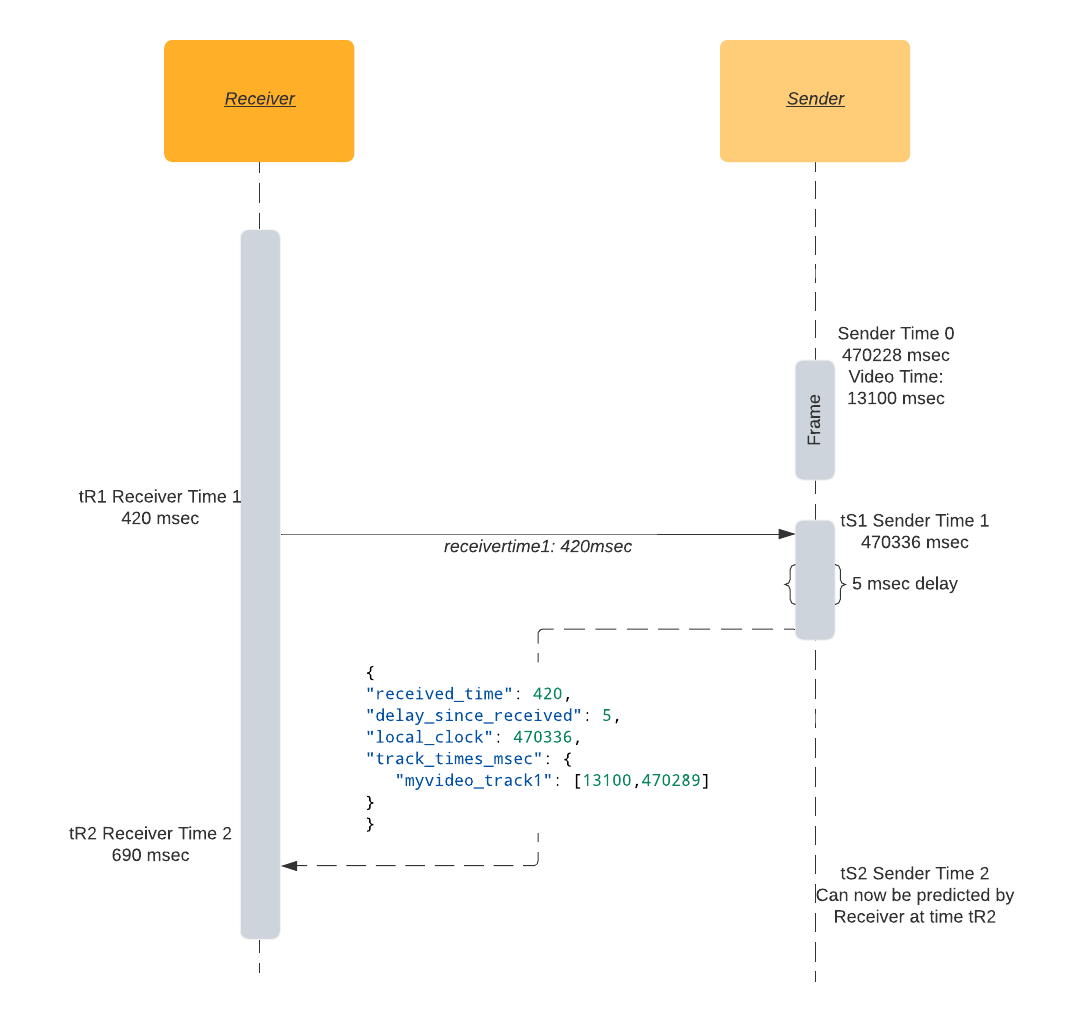 Receiver
Sender
Sender Time 0
470228 msec
Video Time:
13100 msec
Frame
tR1 Receiver Time 1
420 msec
tS1 Sender Time 1
470336 msec
receivertime1: 420msec
5 msec delay
{
"received_time": 420,
"delay_since_received": 5,
"local_clock": 470336,
"track_times_msec": {
"myvideo_track1": [13100,470289]
}
}
tR2 Receiver Time 2
690 msec
tS2 Sender Time 2
Can now be predicted by
Receiver at time tR2